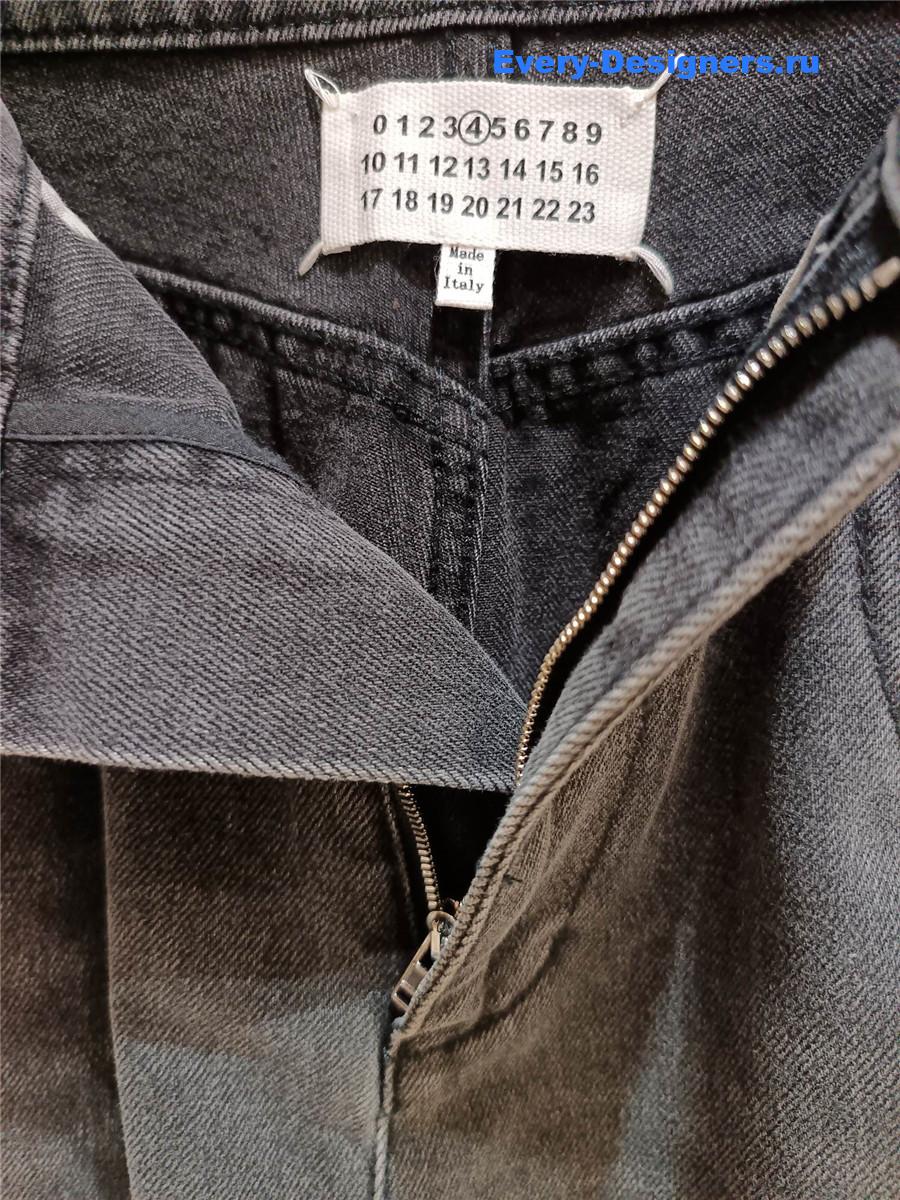 Every-Designers.ru
0 1 2 3 4 5 6 7 8 9
10 11 12 13 14 15 16
17 18 19 20 21 22 23
Made
in
Italy